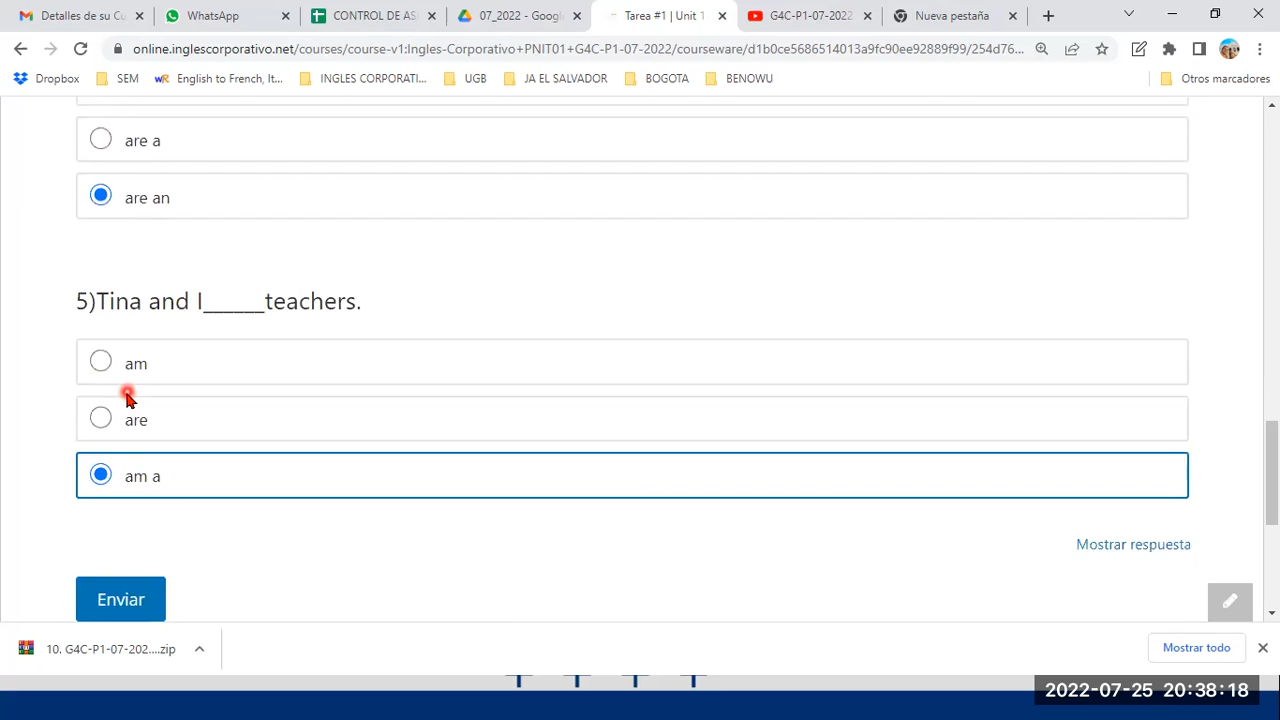 Detalles de su C
WhatsApp
CONTROL DE AS
07_2022 - Google
Tarea #1 | Unit 1
G4C-P1-07-2022
Nueva pestaña
online.inglescorporativo.net/courses/course-v1:Ingles-Corporativo+PNIT01+G4C-P1-07-2022/courseware/d1b0ce5686514013a9fc90ee92889f99/254d76...
Dropbox
SEM
English to French, It...
INGLES CORPORATI...
UGB
JA EL SALVADOR
BOGOTA
BENOWU
Otros marcadores
are a
are an
5)Tina and I______teachers.
am
are
am a
Mostrar respuesta
Enviar
10. G4C-P1-07-202....zip
Mostrar todo
2022-07-25 20:38:18